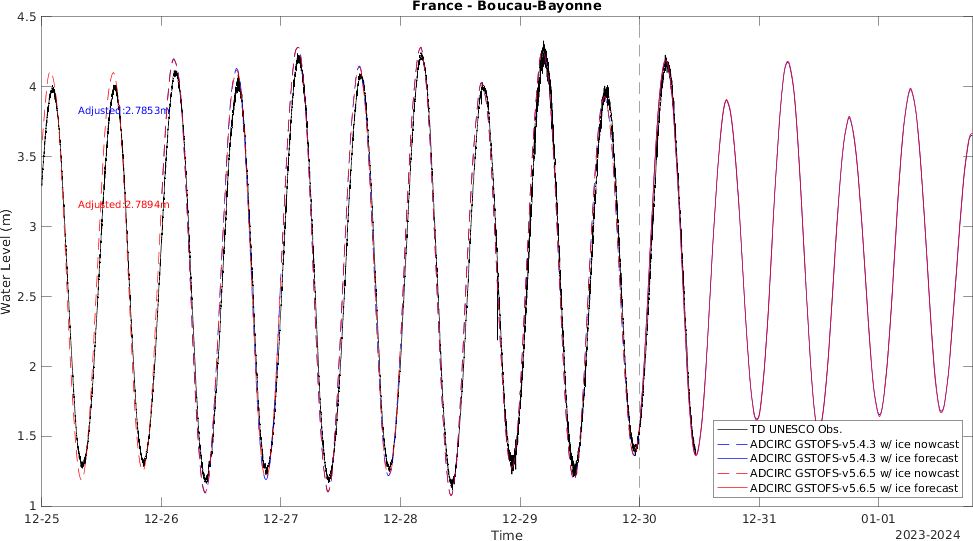 France - Boucau-Bayonne
4.5
4
3.5
3
2.5
2
1.5
1
Water Level (m)
Adjusted:2.7853m
Adjusted:2.7894m
TD UNESCO Obs.
ADCIRC GSTOFS-v5.4.3 w/ ice nowcast
ADCIRC GSTOFS-v5.4.3 w/ ice forecast
ADCIRC GSTOFS-v5.6.5 w/ ice nowcast
ADCIRC GSTOFS-v5.6.5 w/ ice forecast
12-25 12-26 12-27 12-28 12-29 12-30 12-31 01-01
Time
2023-2024